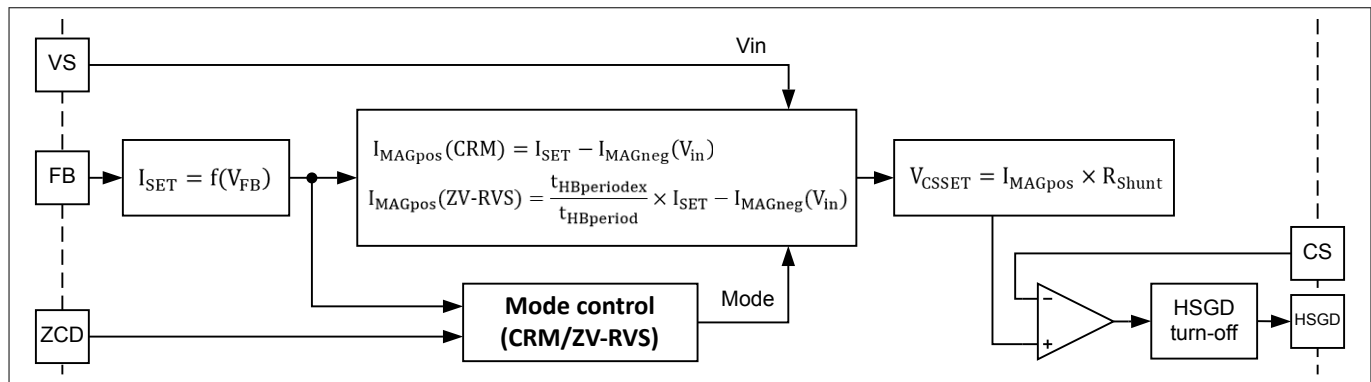 VS
Vin
FB
I_SET = f(V_FB)
I_MAGpos(CRM) = I_SET − I_MAGneg(V_in)
I_MAGpos(ZV-RVS) = t_HBperiodex / t_HBperiod × I_SET − I_MAGneg(V_in)
V_CSSET = I_MAGpos × R_Shunt
ZCD
Mode control
(CRM/ZV-RVS)
Mode
−
+
HSGD
turn-off
CS
HSGD